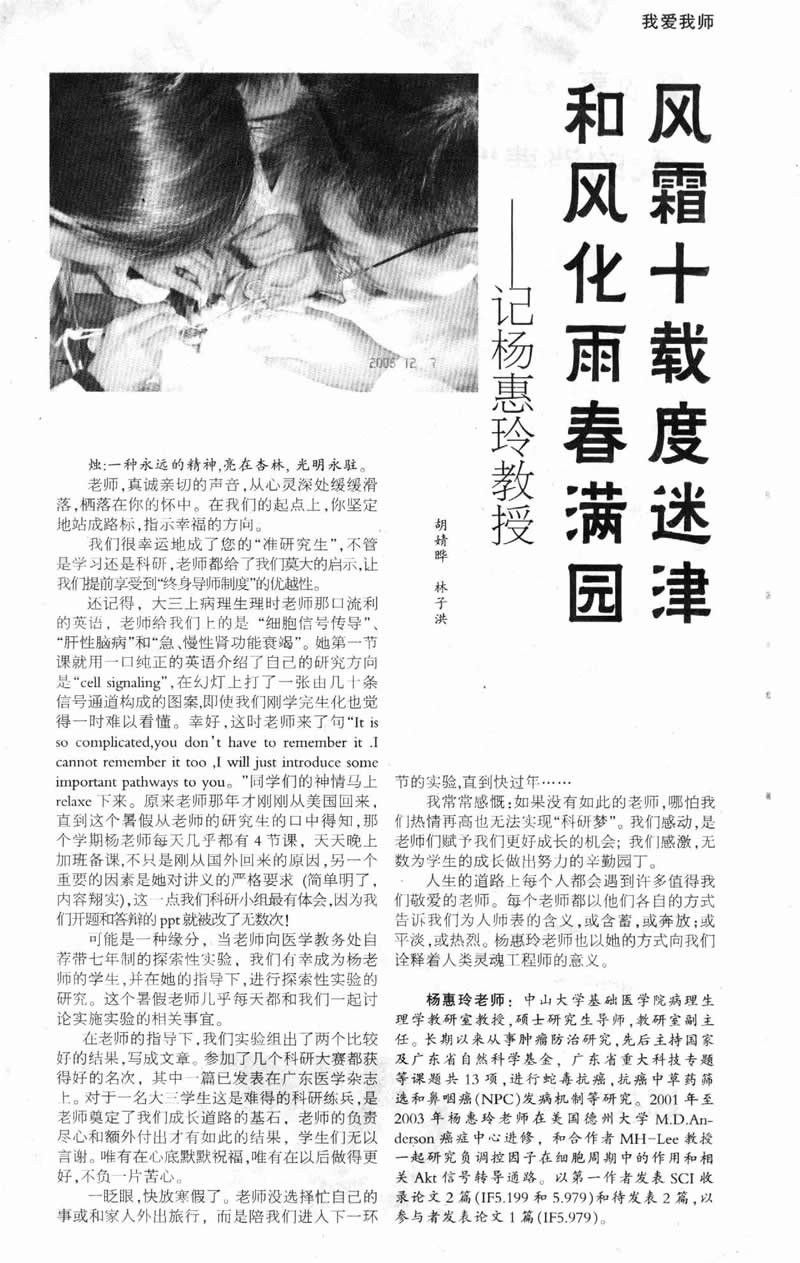 我爱我师
风霜十载度迷津
和风化雨春满园
——记杨惠玲教授
胡婧晔 林子洪
2006 12 7
烛:一种永远的精神,亮在杏林, 光明永驻。
老师,真诚亲切的声音,从心灵深处缓缓滑
落,栖落在你的怀中。在我们的起点上,你坚定
地站成路标,指示幸福的方向。
我们很幸运地成了您的“准研究生”,不管
是学习还是科研,老师都给了我们莫大的启示,让
我们提前享受到“终身导师制度”的优越性。
还记得，大三上病理生理时老师那口流利
的英语，老师给我们上的是“细胞信号传导”、
“肝性脑病”和“急、慢性肾功能衰竭”。她第一节
课就用一口纯正的英语介绍了自己的研究方向
是“cell signaling”,在幻灯上打了一张由几十条
信号通道构成的图案,即使我们刚学完生化也觉
得一时难以看懂。幸好,这时老师来了句“It is
so complicated,you don't have to remember it .I
cannot remember it too ,I will just introduce some
important pathways to you。”同学们的神情马上
relaxe 下来。原来老师那年才刚刚从美国回来，
直到这个暑假从老师的研究生的口中得知,那
个学期杨老师每天几乎都有 4 节课，天天晚上
加班备课,不只是刚从国外回来的原因,另一个
重要的因素是她对讲义的严格要求 (简单明了，
内容翔实),这一点我们科研小组最有体会,因为我
们开题和答辩的 ppt 就被改了无数次!
可能是一种缘分，当老师向医学教务处自
荐带七年制的探索性实验，我们有幸成为杨老
师的学生,并在她的指导下,进行探索性实验的
研究。这个暑假老师几乎每天都和我们一起讨
论实施实验的相关事宜。
在老师的指导下,我们实验组出了两个比较
好的结果,写成文章。参加了几个科研大赛都获
得好的名次，其中一篇已发表在广东医学杂志
上。对于一名大三学生这是难得的科研练兵,是
老师奠定了我们成长道路的基石，老师的负责
尽心和额外付出才有如此的结果，学生们无以
言谢。唯有在心底默默祝福,唯有在以后做得更
好,不负一片苦心。
一眨眼,快放寒假了。老师没选择忙自己的
事或和家人外出旅行，而是陪我们进入下一环
节的实验,直到快过年……
我常常感慨:如果没有如此的老师,哪怕我
们热情再高也无法实现“科研梦”。我们感动,是
老师们赋予我们更好成长的机会；我们感激,无
数为学生的成长做出努力的辛勤园丁。
人生的道路上每个人都会遇到许多值得我
们敬爱的老师。每个老师都以他们各自的方式
告诉我们为人师表的含义,或含蓄,或奔放;或
平淡,或热烈。杨惠玲老师也以她的方式向我们
诠释着人类灵魂工程师的意义。
杨惠玲老师：中山大学基础医学院病理生
理学教研室教授,硕士研究生导师,教研室副主
任。长期以来从事肿瘤防治研究,先后主持国家
及广东省自然科学基金，广东省重大科技专题
等课题共 13 项,进行蛇毒抗癌,抗癌中草药筛
选和鼻咽癌(NPC)发病机制等研究。2001 年至
2003 年杨惠玲老师在美国德州大学 M.D.An-
derson 癌症中心进修，和合作者 MH-Lee 教授
一起研究负调控因子在细胞周期中的作用和相
关 Akt 信号转导通路。以第一作者发表 SCI 收
录论文 2 篇(IF5.199 和 5.979)和待发表 2 篇,以
参与者发表论文 1 篇(IF5.979)。